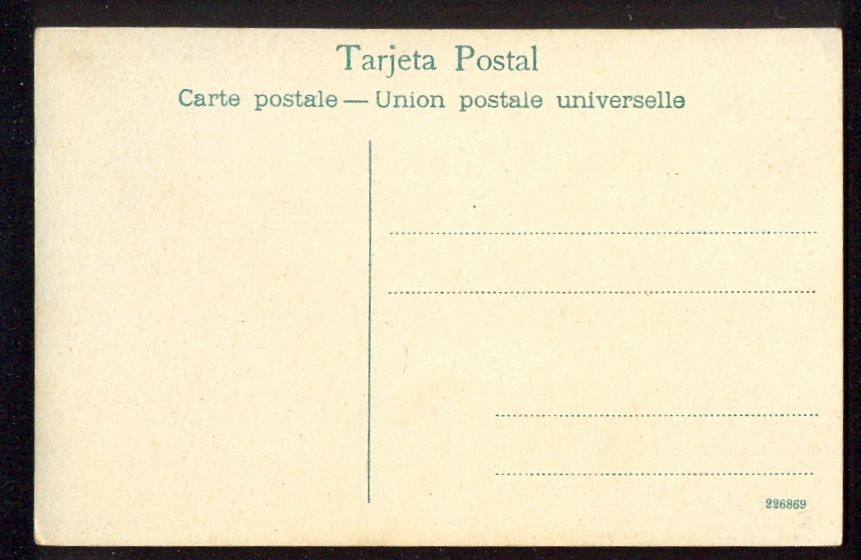 Tarjeta Postal
Carte postale — Union postale universelle
226869